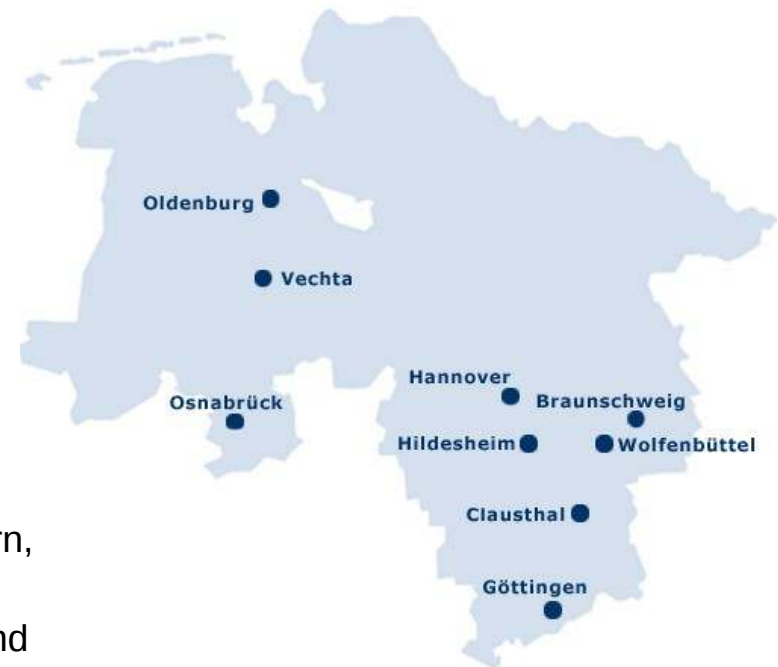 Oldenburg
Vechta
Hannover
Osnabrück
Braunschweig
Hildesheim
Wolfenbüttel
Clausthal
rn,
Göttingen
nd